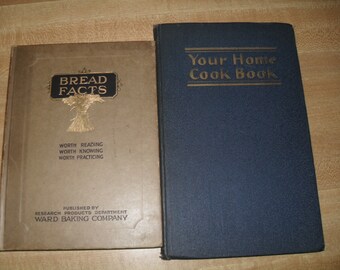 BREAD
FACTS
WORTH READING
WORTH KNOWING
WORTH PRACTICING
PUBLISHED BY
RESEARCH PRODUCTS DEPARTMENT
WARD BAKING COMPANY
Your Home
Cook Book